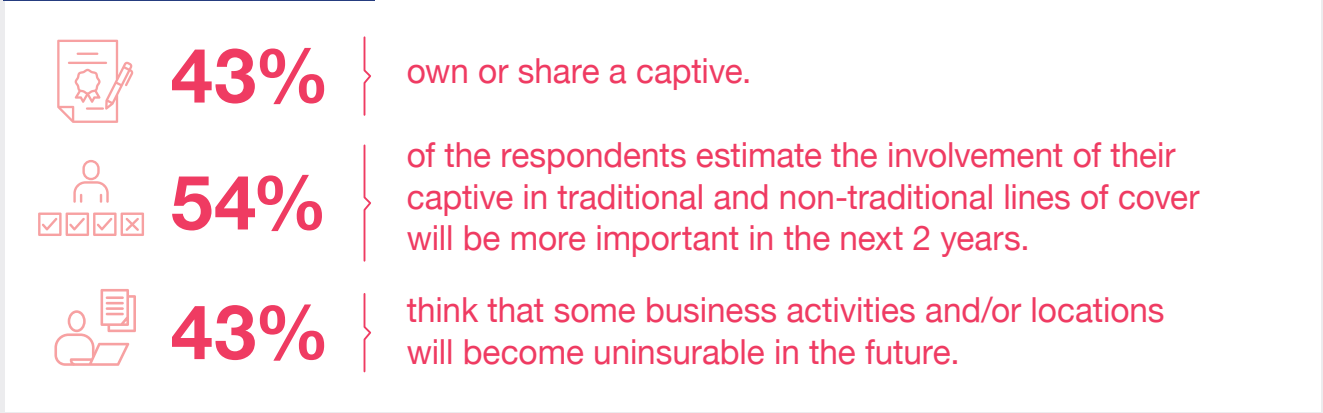 43% own or share a captive.
54% of the respondents estimate the involvement of their
captive in traditional and non-traditional lines of cover
will be more important in the next 2 years.
43% think that some business activities and/or locations
will become uninsurable in the future.